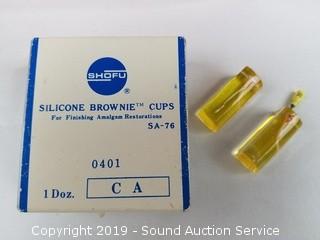 SHOFU
SILICONE BROWNIE™ CUPS
For Finishing Amalgam Restorations
SA-76
0401
1 Doz.
C A
Copyright 2019 - Sound Auction Service